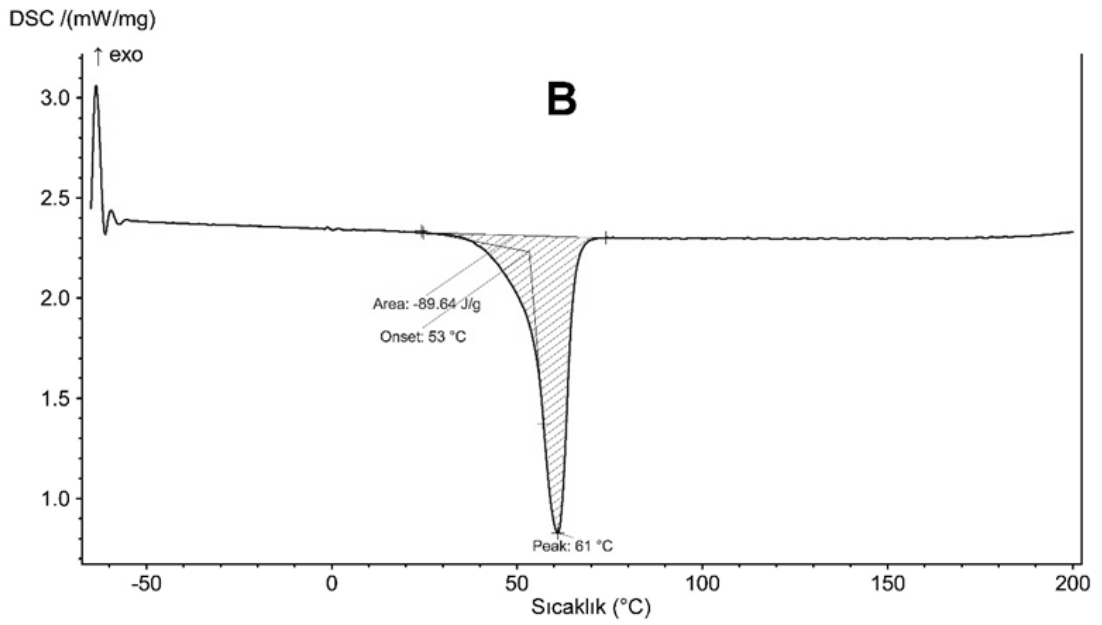 DSC /(mW/mg)
↑ exo
B
3.0
2.5
2.0
1.5
1.0
Area: -89.64 J/g
Onset: 53 °C
Peak: 61 °C
-50
0
50
100
150
200
Sıcaklık (°C)